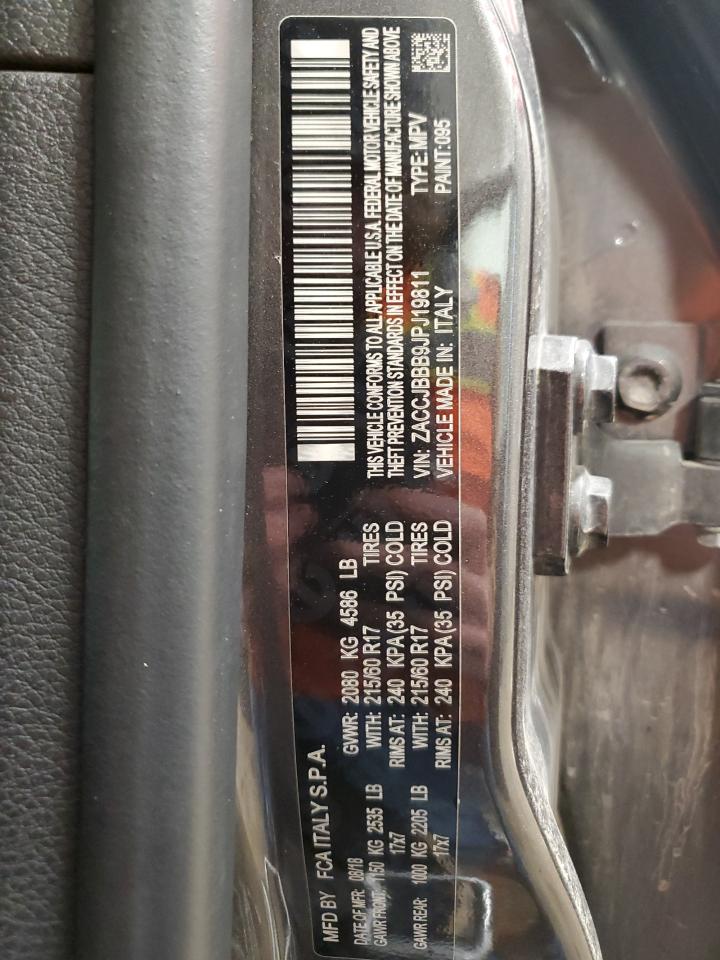 MFD BY FCA ITALY S.P.A.
DATE OF MFR: 08/18 GVWR: 2080 KG 4586 LB
GAWR FRONT: 1150 KG 2535 LB WITH: 215/60 R17 TIRES
17x7 RIMS AT: 240 KPA (35 PSI) COLD
GAWR REAR: 1000 KG 2205 LB WITH: 215/60 R17 TIRES
17x7 RIMS AT: 240 KPA (35 PSI) COLD
THIS VEHICLE CONFORMS TO ALL APPLICABLE U.S.A. FEDERAL MOTOR VEHICLE SAFETY AND
THEFT PREVENTION STANDARDS IN EFFECT ON THE DATE OF MANUFACTURE SHOWN ABOVE
VIN: ZACCJBBB9JPJ19811 TYPE: MPV
VEHICLE MADE IN: ITALY PAINT: 095